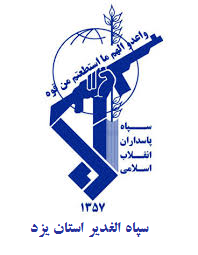 واعدوا لهم ما استطعتم من قوه
سپاه
پاسداران
انقلاب
اسلامی
۱۳۵۷
سپاه الغدیر استان یزد